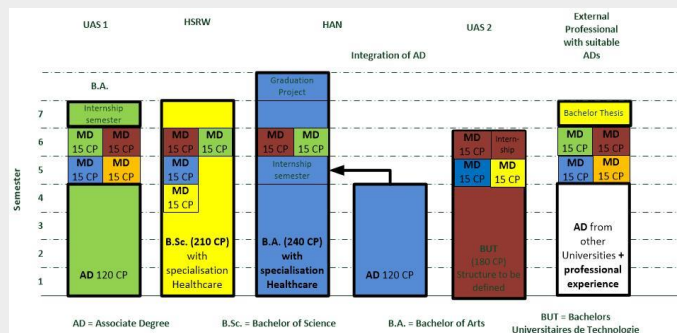 UAS 1
HSRW
HAN
UAS 2
External
Professional
with suitable
ADs
Integration of AD
B.A.
Semester
7
6
5
4
3
2
1
Internship
semester
MD
15 CP
MD
15 CP
MD
15 CP
MD
15 CP
AD 120 CP
MD
15 CP
MD
15 CP
MD
15 CP
MD
15 CP
B.Sc. (210 CP)
with
specialisation
Healthcare
Graduation
Project
MD
15 CP
MD
15 CP
Internship
semester
B.A. (240 CP)
with
specialisation
Healthcare
AD 120 CP
MD
15 CP
Intern-
ship
MD
15 CP
MD
15 CP
BUT
(180 CP)
Structure to be
defined
Bachelor Thesis
MD
15 CP
MD
15 CP
MD
15 CP
MD
15 CP
AD from
other
Universities +
professional
experience
AD = Associate Degree
B.Sc. = Bachelor of Science
B.A. = Bachelor of Arts
BUT = Bachelors
Universitaires de Technologie